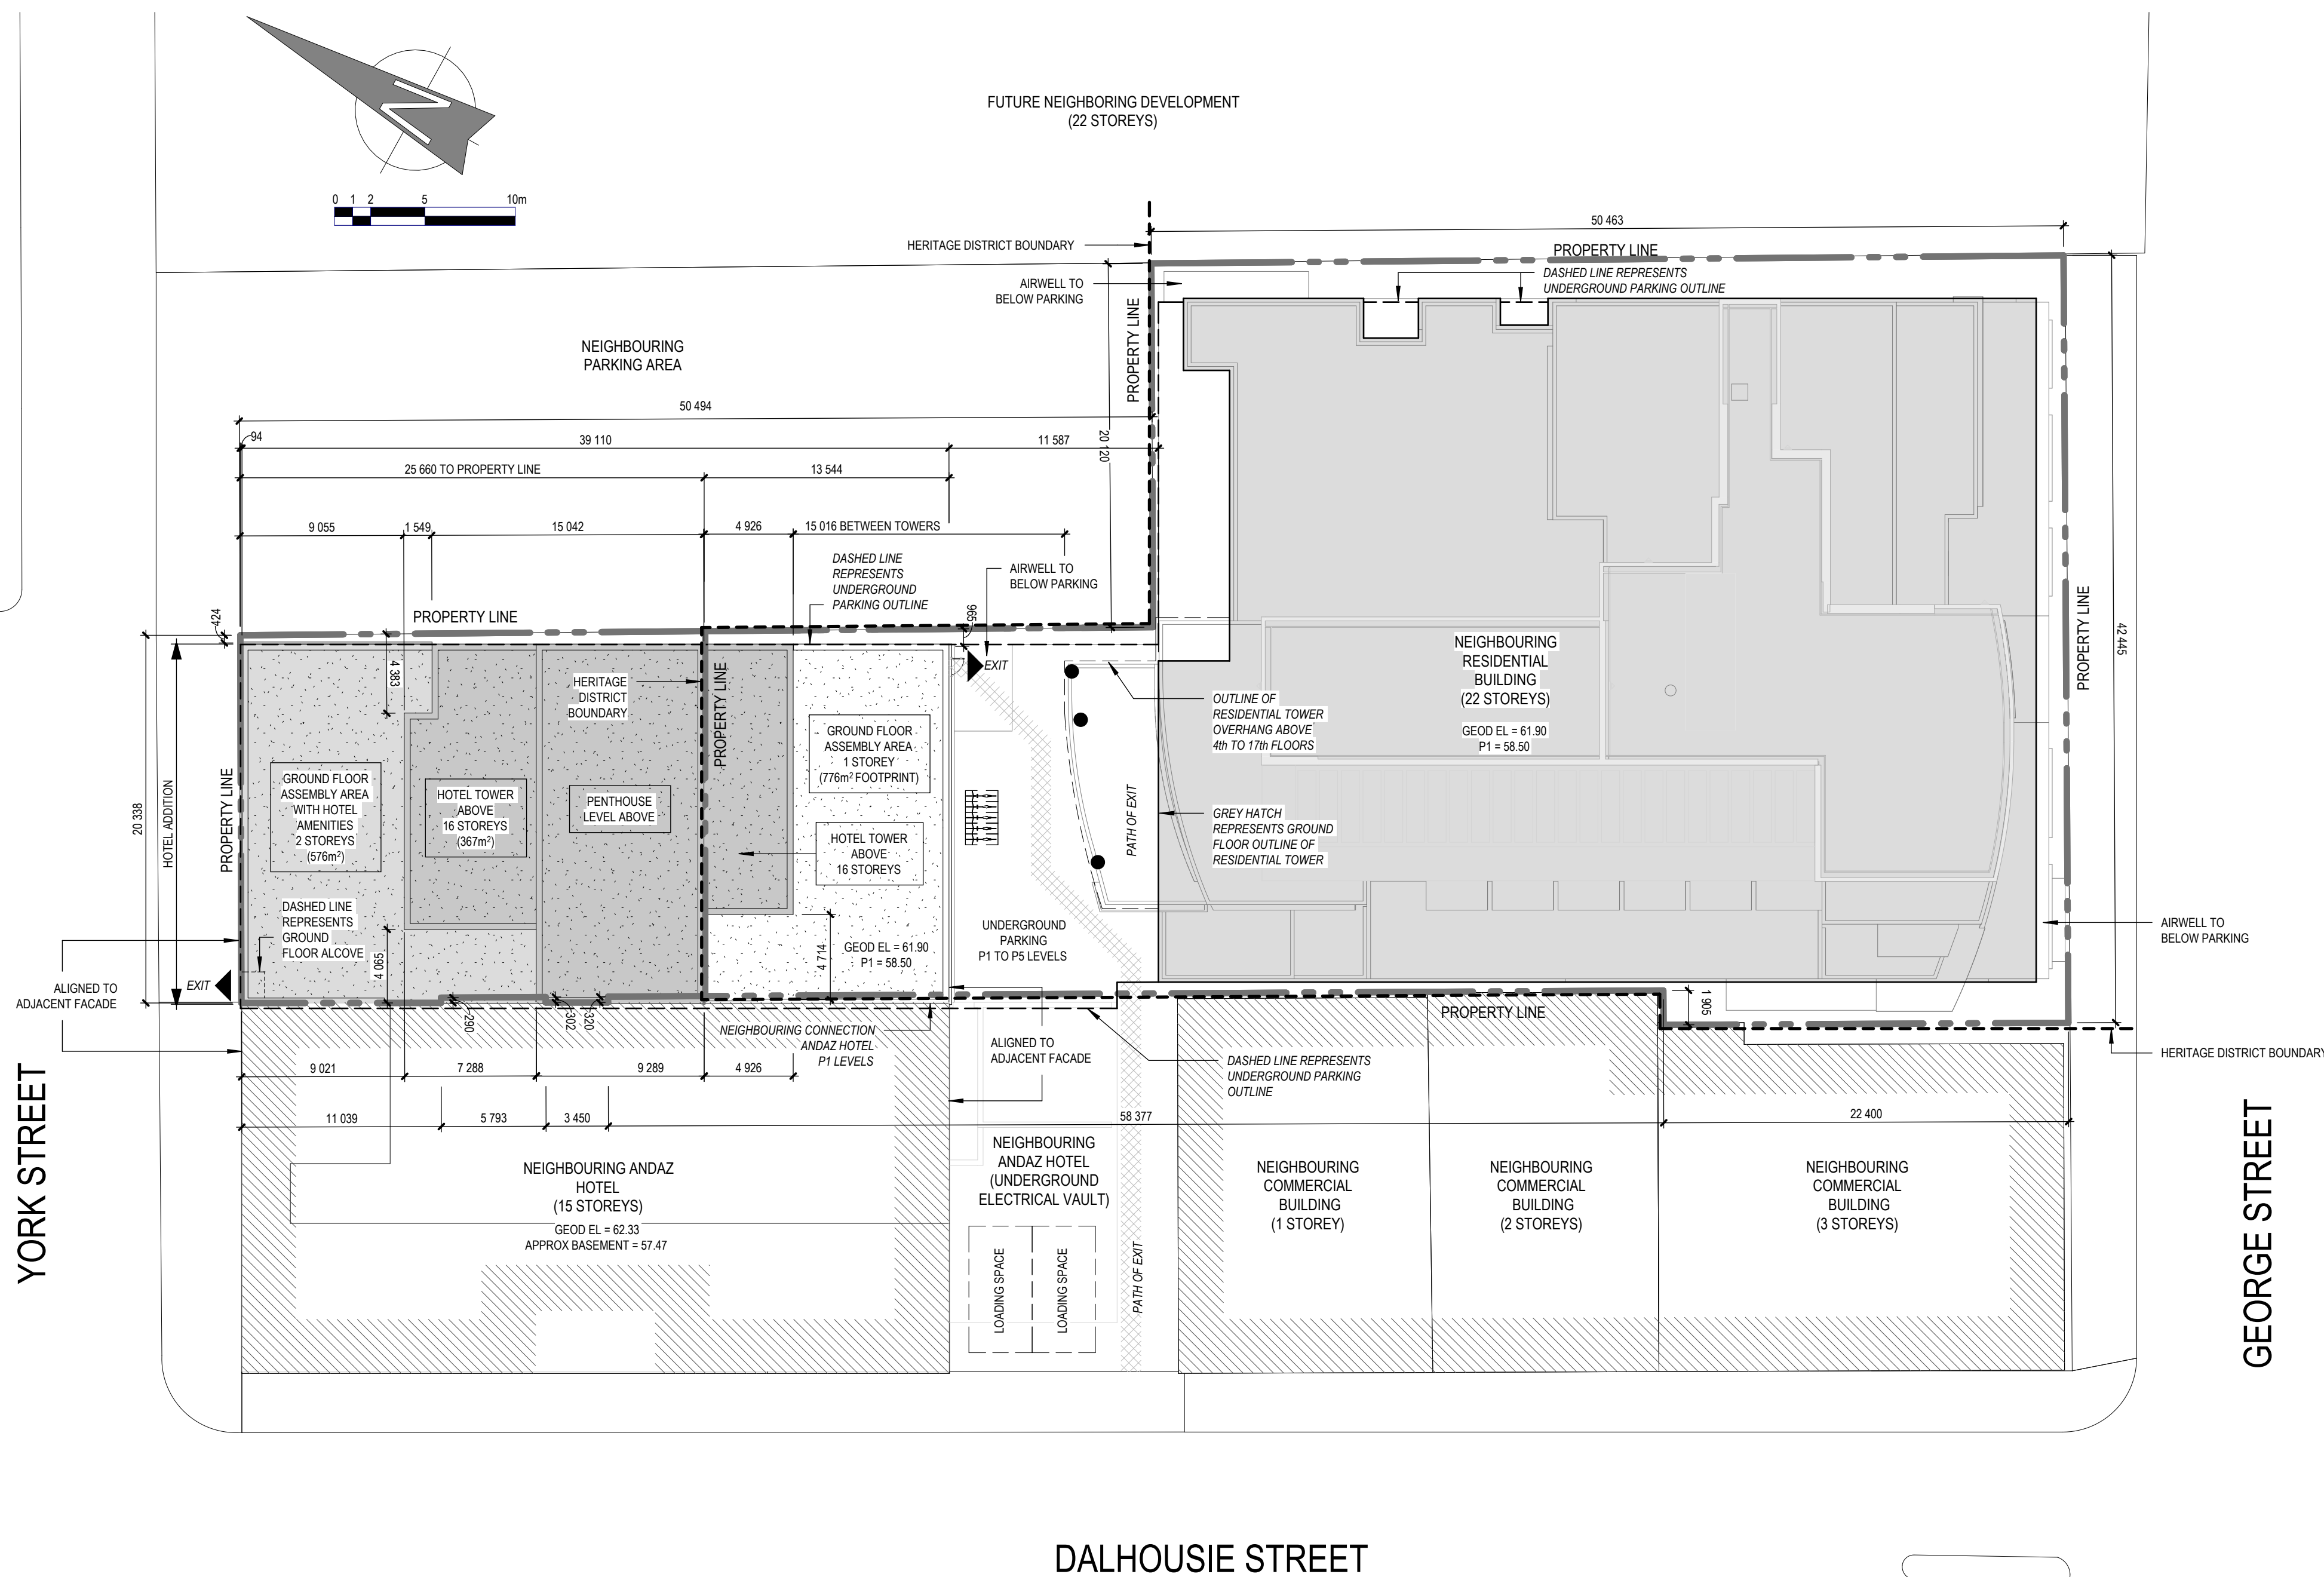 FUTURE NEIGHBORING DEVELOPMENT
(22 STOREYS)
N
0 1 2 5 10m
50 463
HERITAGE DISTRICT BOUNDARY
PROPERTY LINE
DASHED LINE REPRESENTS
UNDERGROUND PARKING OUTLINE
AIRWELL TO
BELOW PARKING
PROPERTY LINE
NEIGHBOURING
PARKING AREA
50 494
94
39 110
11 587
20 120
25 660 TO PROPERTY LINE
13 544
9 055
1 549
15 042
4 926
15 016 BETWEEN TOWERS
DASHED LINE
REPRESENTS
UNDERGROUND
PARKING OUTLINE
AIRWELL TO
BELOW PARKING
965
424
PROPERTY LINE
EXIT
4 383
HERITAGE
DISTRICT
BOUNDARY
PROPERTY LINE
NEIGHBOURING
RESIDENTIAL
BUILDING
(22 STOREYS)
GEOD EL = 61.90
P1 = 58.50
PROPERTY LINE
42 445
OUTLINE OF
RESIDENTIAL TOWER
OVERHANG ABOVE
4th TO 17th FLOORS
GROUND FLOOR
ASSEMBLY AREA
1 STOREY
(776m² FOOTPRINT)
20 338
HOTEL ADDITION
PROPERTY LINE
GROUND FLOOR
ASSEMBLY AREA
WITH HOTEL
AMENITIES
2 STOREYS
(576m²)
HOTEL TOWER
ABOVE
16 STOREYS
(367m²)
PENTHOUSE
LEVEL ABOVE
HOTEL TOWER
ABOVE
16 STOREYS
PATH OF EXIT
GREY HATCH
REPRESENTS GROUND
FLOOR OUTLINE OF
RESIDENTIAL TOWER
DASHED LINE
REPRESENTS
GROUND
FLOOR ALCOVE
4 065
4 714
GEOD EL = 61.90
P1 = 58.50
UNDERGROUND
PARKING
P1 TO P5 LEVELS
AIRWELL TO
BELOW PARKING
ALIGNED TO
ADJACENT FACADE
EXIT
290
302
320
NEIGHBOURING CONNECTION
ANDAZ HOTEL
P1 LEVELS
ALIGNED TO
ADJACENT FACADE
PROPERTY LINE
1 905
HERITAGE DISTRICT BOUNDARY
DASHED LINE REPRESENTS
UNDERGROUND PARKING
OUTLINE
9 021
7 288
9 289
4 926
11 039
5 793
3 450
58 377
22 400
NEIGHBOURING ANDAZ
HOTEL
(15 STOREYS)
GEOD EL = 62.33
APPROX BASEMENT = 57.47
NEIGHBOURING
ANDAZ HOTEL
(UNDERGROUND
ELECTRICAL VAULT)
LOADING SPACE
LOADING SPACE
PATH OF EXIT
NEIGHBOURING
COMMERCIAL
BUILDING
(1 STOREY)
NEIGHBOURING
COMMERCIAL
BUILDING
(2 STOREYS)
NEIGHBOURING
COMMERCIAL
BUILDING
(3 STOREYS)
YORK STREET
GEORGE STREET
DALHOUSIE STREET